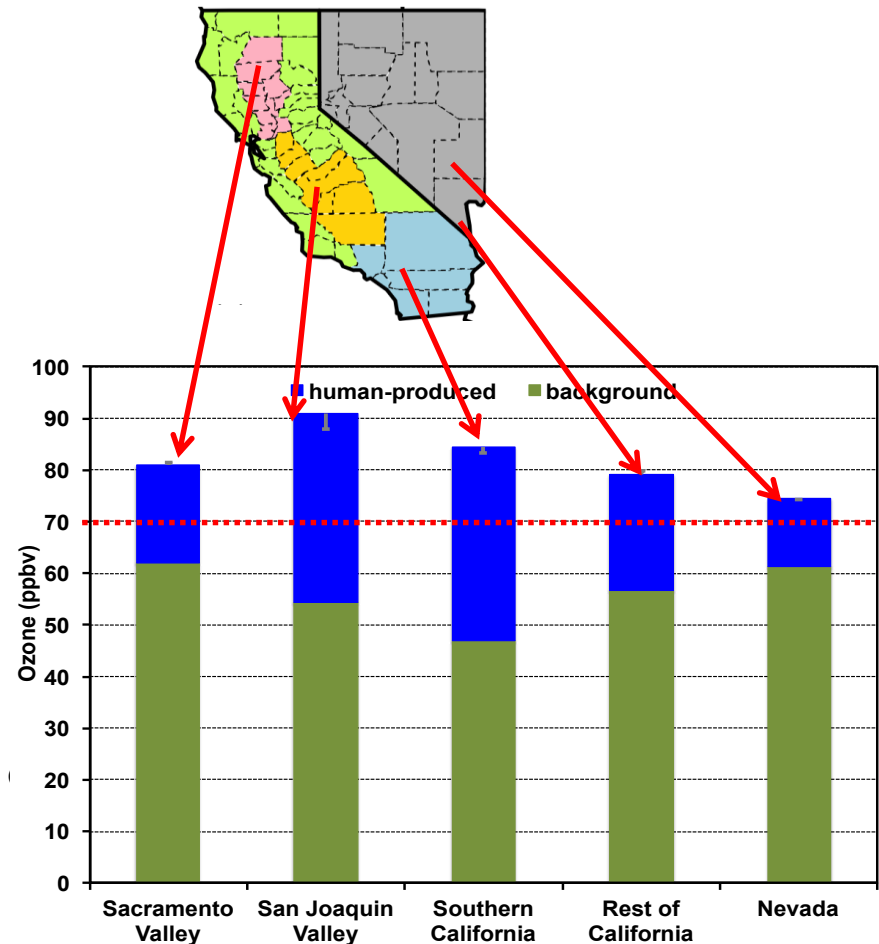 100
human-produced background
90
80
70
60
50
40
30
20
10
0
Ozone (ppbv)
Sacramento Valley
San Joaquin Valley
Southern California
Rest of California
Nevada